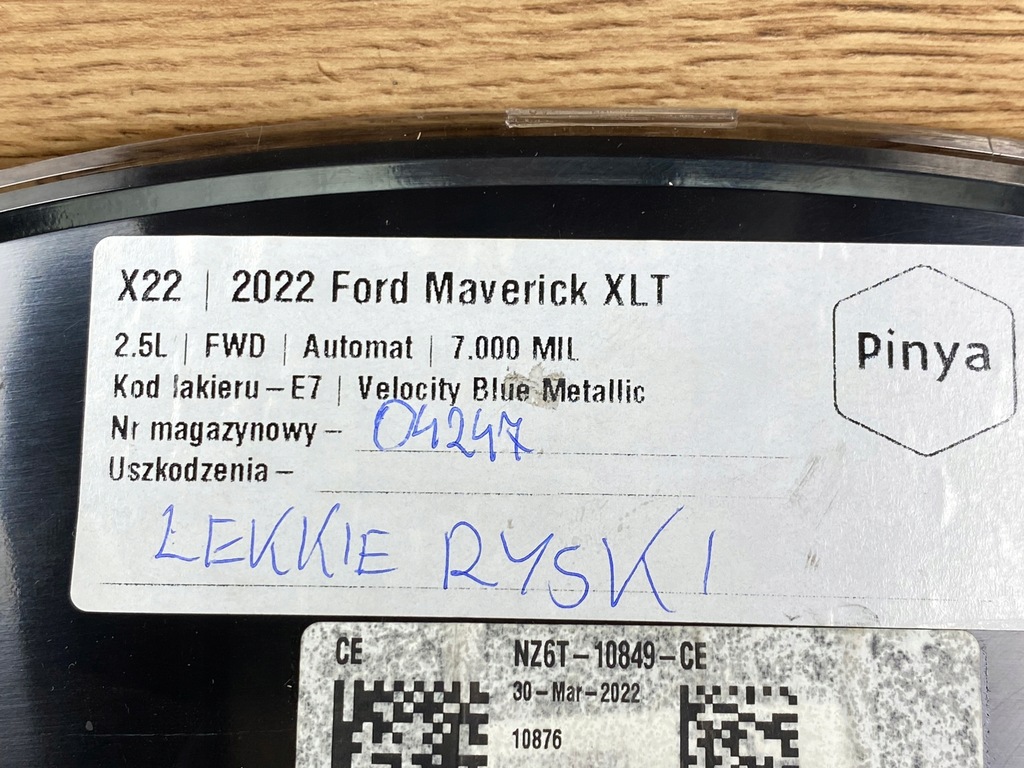 X22 | 2022 Ford Maverick XLT
2.5L | FWD | Automat | 7.000 MIL
Kod lakieru – E7 | Velocity Blue Metallic
Nr magazynowy – 04247
Uszkodzenia –
LEKKIE RYSKI
Pinya
CE NZ6T-10849-CE
30-Mar-2022
10876